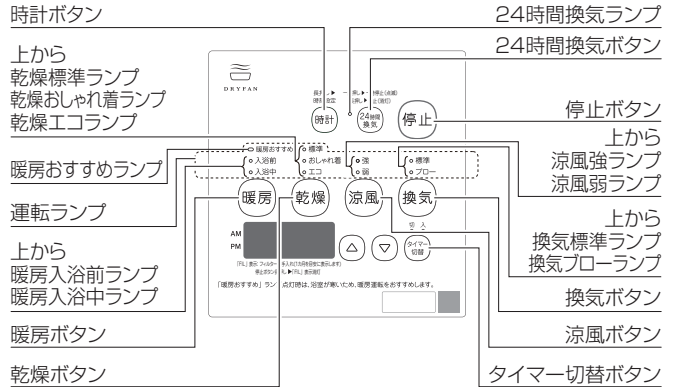 時計ボタン
24時間換気ランプ
24時間換気ボタン
上から
乾燥標準ランプ
乾燥おしゃれ着ランプ
乾燥エコランプ
停止ボタン
上から
涼風強ランプ
涼風弱ランプ
暖房おすすめランプ
運転ランプ
上から
換気標準ランプ
換気ブローランプ
上から
暖房入浴前ランプ
暖房入浴中ランプ
換気ボタン
暖房ボタン
涼風ボタン
乾燥ボタン
タイマー切替ボタン
DRYFAN
時計
24時間
換気
停止
暖房おすすめ
標準
入浴前
おしゃれ着
強
標準
入浴中
エコ
弱
ブロー
暖房
乾燥
涼風
換気
切 入
AM
PM
タイマー
切替
「暖房おすすめ」ランプ点灯時は、浴室が寒いため、暖房運転をおすすめします。